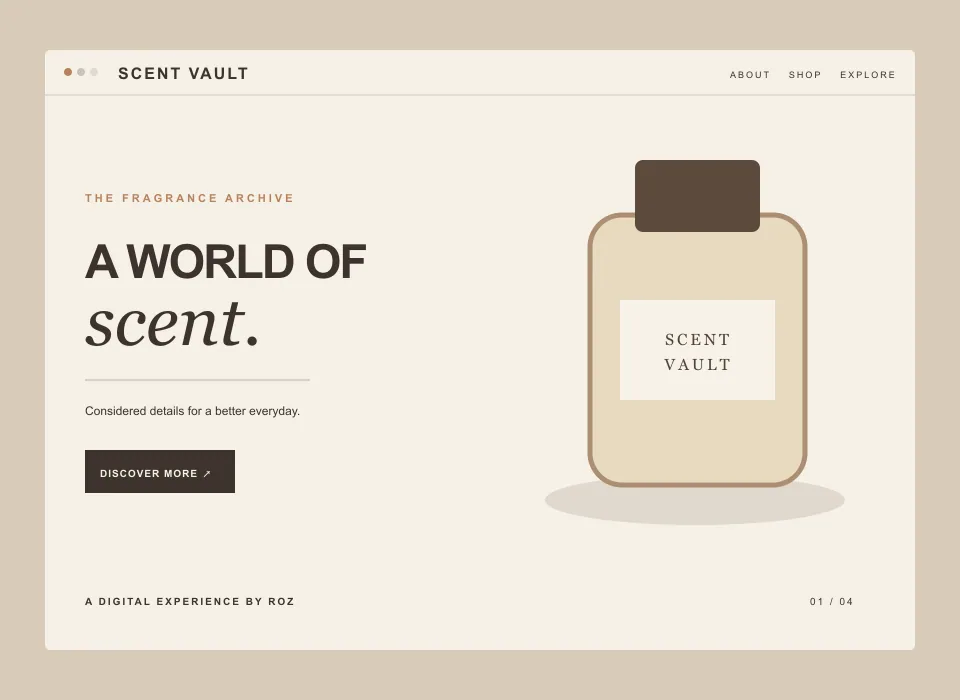 SCENT VAULT
ABOUT SHOP EXPLORE
THE FRAGRANCE ARCHIVE
A WORLD OF
scent.
Considered details for a better everyday.
DISCOVER MORE ↗
SCENT
VAULT
A DIGITAL EXPERIENCE BY ROZ
01 / 04